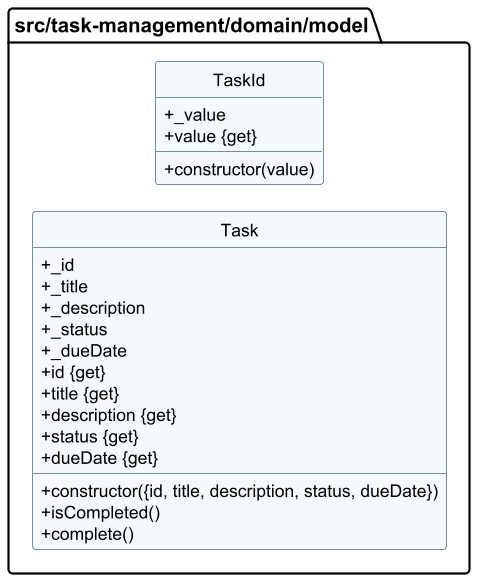 src/task-management/domain/model
TaskId
+_value
+value {get}
+constructor(value)
Task
+_id
+_title
+_description
+_status
+_dueDate
+id {get}
+title {get}
+description {get}
+status {get}
+dueDate {get}
+constructor({id, title, description, status, dueDate})
+isCompleted()
+complete()